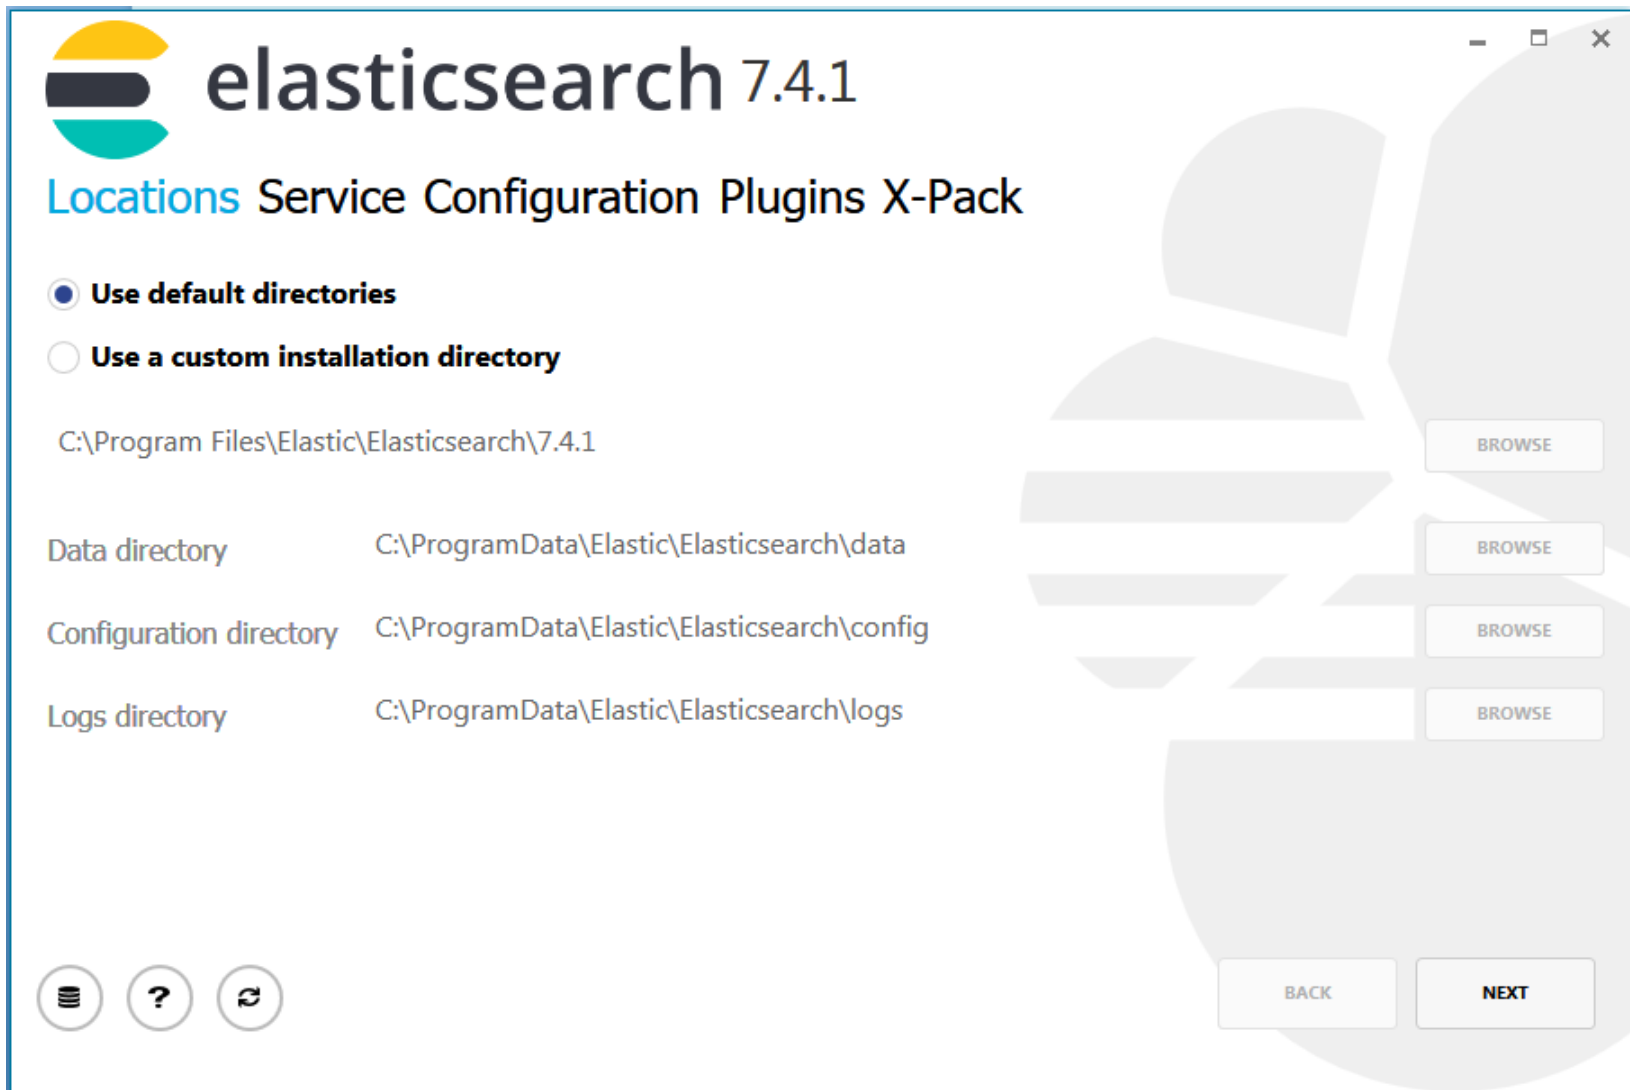 elasticsearch 7.4.1
Locations Service Configuration Plugins X-Pack
Use default directories
Use a custom installation directory
C:\Program Files\Elastic\Elasticsearch\7.4.1 BROWSE
Data directory C:\ProgramData\Elastic\Elasticsearch\data BROWSE
Configuration directory C:\ProgramData\Elastic\Elasticsearch\config BROWSE
Logs directory C:\ProgramData\Elastic\Elasticsearch\logs BROWSE
? BACK NEXT